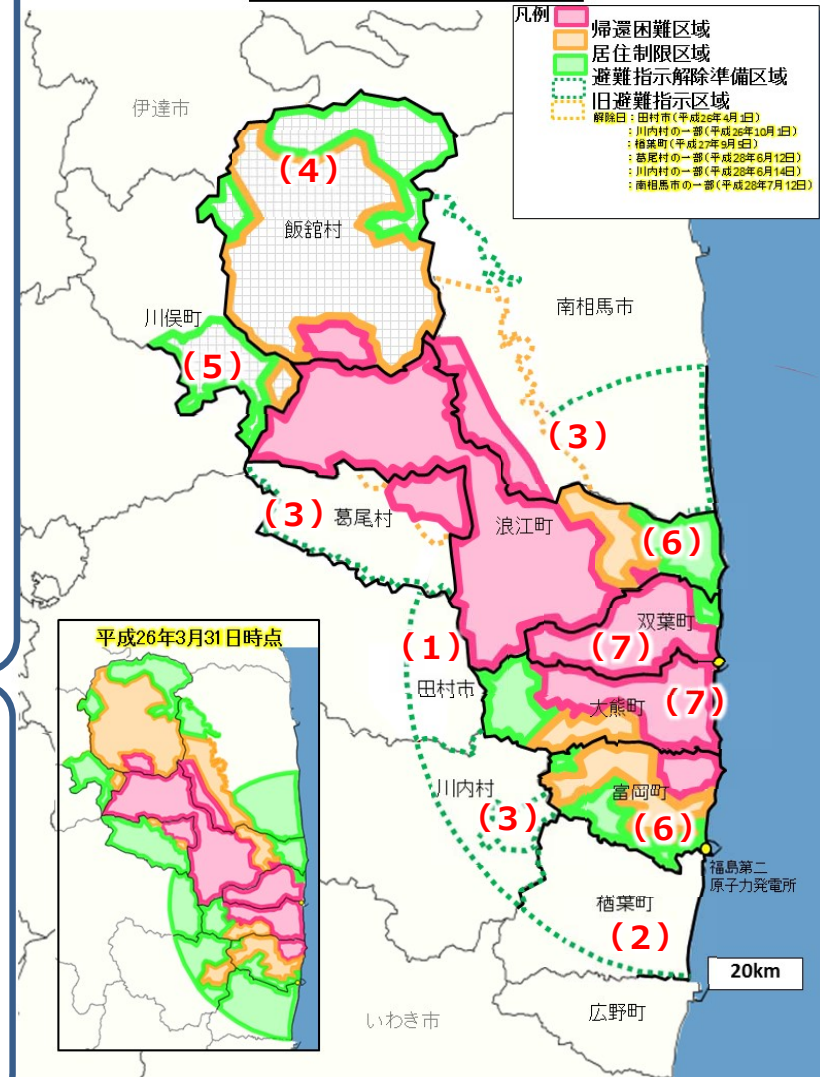 凡例
帰還困難区域
居住制限区域
避難指示解除準備区域
旧避難指示区域
解除日:田村市(平成26年4月1日)
:川内村の一部(平成26年10月1日)
:楢葉町(平成27年9月5日)
:葛尾村の一部(平成28年6月12日)
:川内村の一部(平成28年6月14日)
:南相馬市の一部(平成28年7月12日)
伊達市
(4)
飯舘村
南相馬市
川俣町
(5)
(3)
(3)
葛尾村
浪江町
(6)
双葉町
(1)
(7)
田村市
大熊町
(7)
川内村
富岡町
(3)
(6)
福島第二
原子力発電所
楢葉町
(2)
20km
広野町
いわき市
平成26年3月31日時点